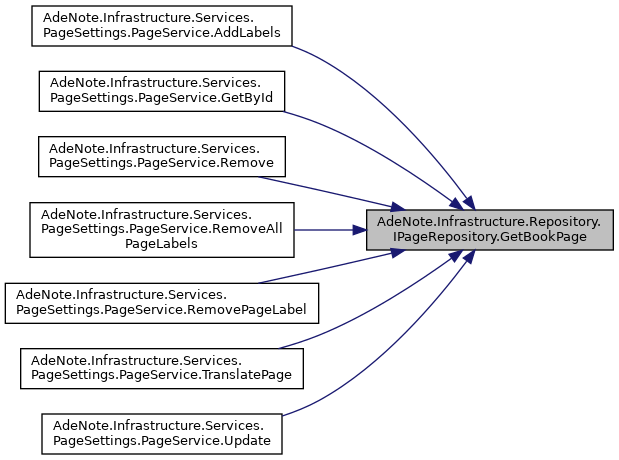 AdeNote.Infrastructure.Services.
PageSettings.PageService.AddLabels
AdeNote.Infrastructure.Services.
PageSettings.PageService.GetById
AdeNote.Infrastructure.Services.
PageSettings.PageService.Remove
AdeNote.Infrastructure.Services.
PageSettings.PageService.RemoveAll
PageLabels
AdeNote.Infrastructure.Services.
PageSettings.PageService.RemovePageLabel
AdeNote.Infrastructure.Services.
PageSettings.PageService.TranslatePage
AdeNote.Infrastructure.Services.
PageSettings.PageService.Update
AdeNote.Infrastructure.Repository.
IPageRepository.GetBookPage